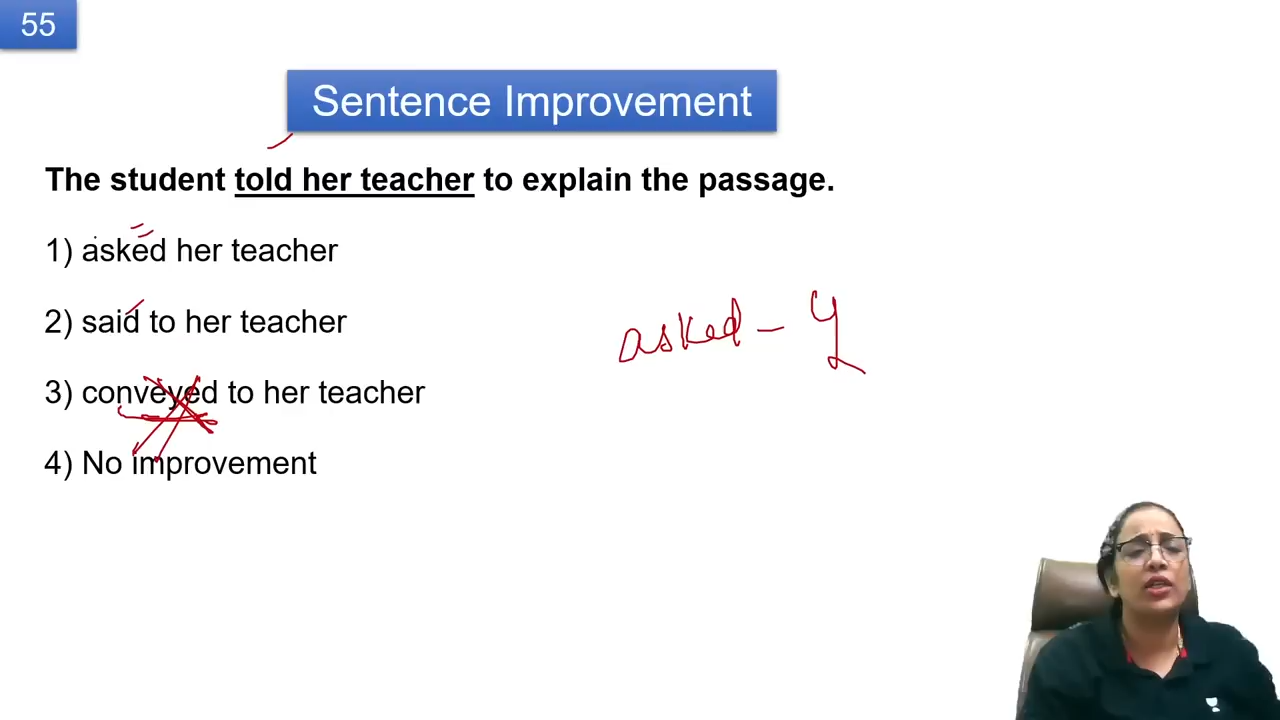 55
Sentence Improvement
The student told her teacher to explain the passage.
1) asked her teacher
2) said to her teacher
asked -
3) conveyed to her teacher
4) No improvement